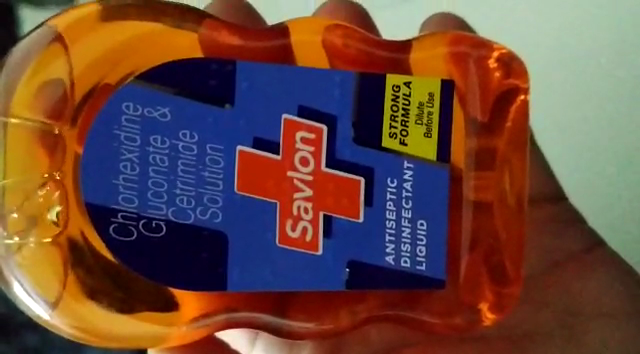 Chlorhexidine
Gluconate &
Cetrimide
Solution
Savlon
STRONG
FORMULA
Dilute
Before Use
ANTISEPTIC
DISINFECTANT
LIQUID